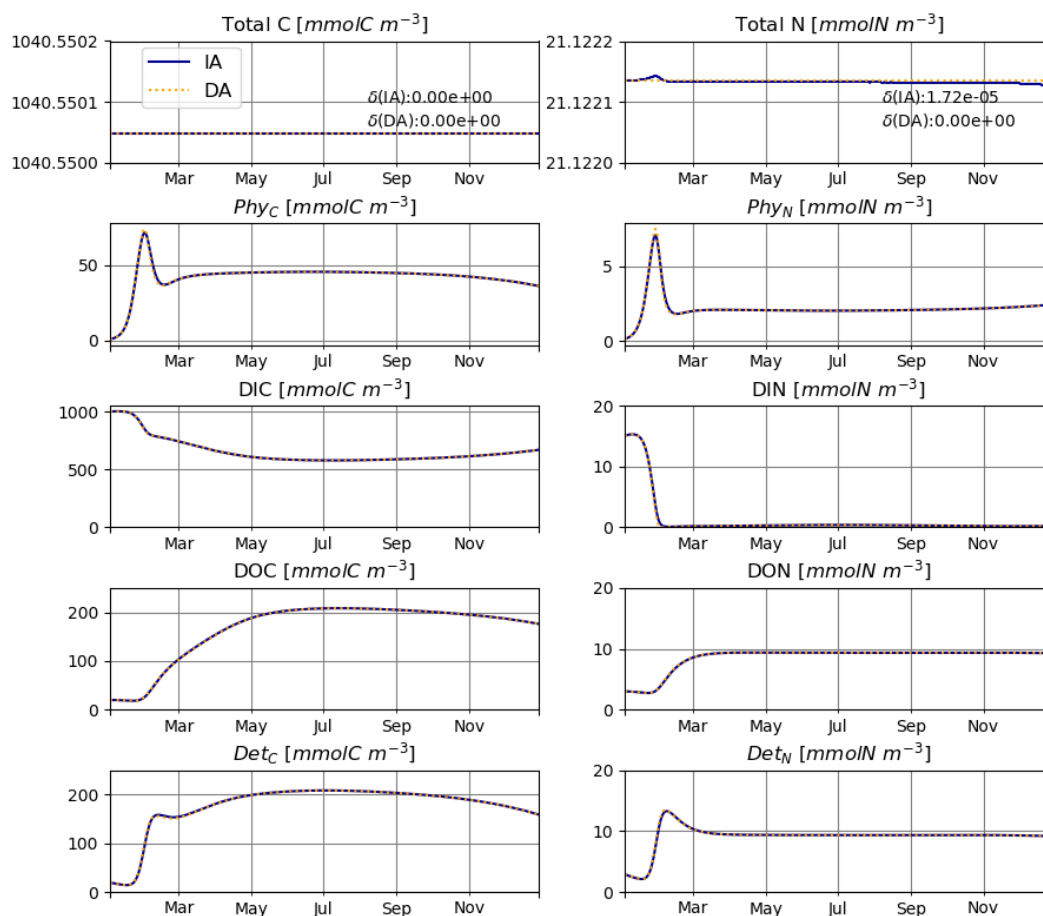 Total C [mmolC m⁻³]
Total N [mmolN m⁻³]
1040.5502
1040.5501
1040.5500
IA
DA
δ(IA):0.00e+00
δ(DA):0.00e+00
Mar May Jul Sep Nov
21.1222
21.1221
21.1220
δ(IA):1.72e-05
δ(DA):0.00e+00
Mar May Jul Sep Nov
Phy_C [mmolC m⁻³]
50
0
Mar May Jul Sep Nov
Phy_N [mmolN m⁻³]
5
0
Mar May Jul Sep Nov
DIC [mmolC m⁻³]
1000
500
0
Mar May Jul Sep Nov
DIN [mmolN m⁻³]
20
10
0
Mar May Jul Sep Nov
DOC [mmolC m⁻³]
200
100
0
Mar May Jul Sep Nov
DON [mmolN m⁻³]
20
10
0
Mar May Jul Sep Nov
Det_C [mmolC m⁻³]
200
100
0
Mar May Jul Sep Nov
Det_N [mmolN m⁻³]
20
10
0
Mar May Jul Sep Nov